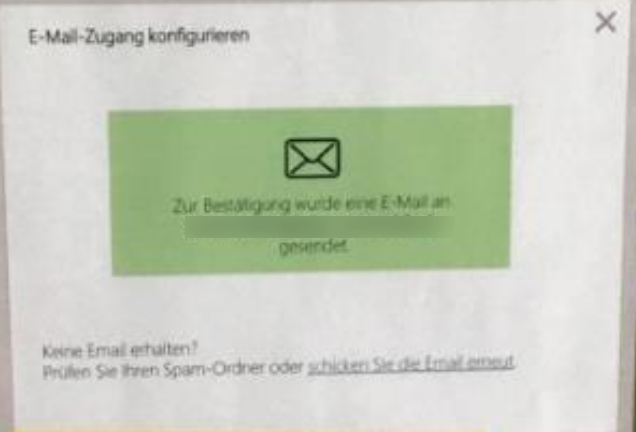 E-Mail-Zugang konfigurieren
Zur Bestätigung wurde eine E-Mail an
gesendet.
Keine Email erhalten?
Prüfen Sie Ihren Spam-Ordner oder schicken Sie die Email erneut.